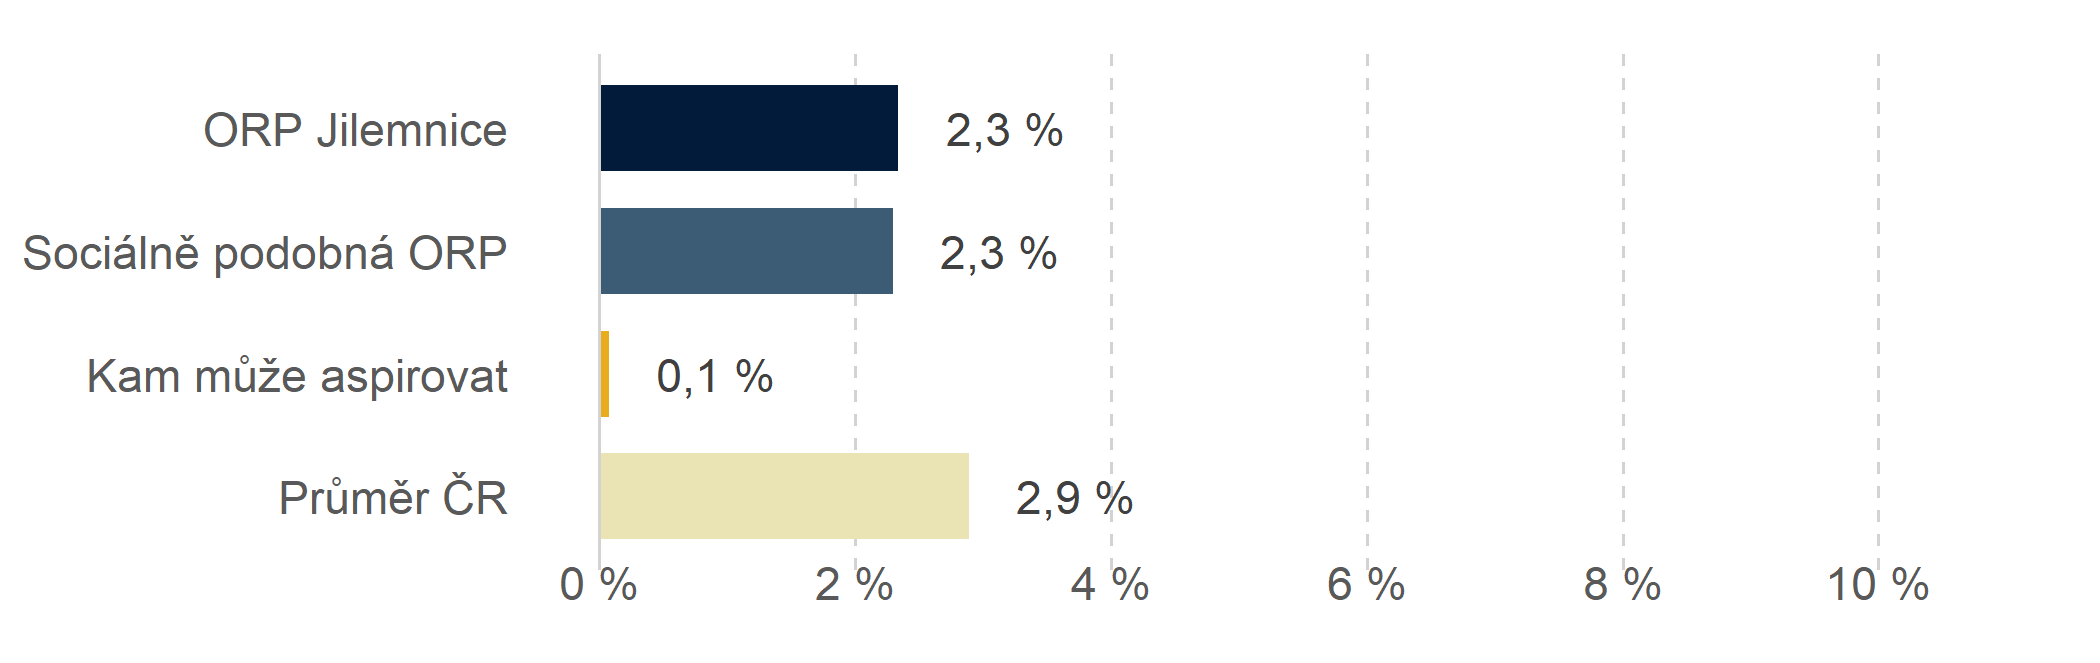 ORP Jilemnice 2,3 %
Sociálně podobná ORP 2,3 %
Kam může aspirovat 0,1 %
Průměr ČR 2,9 %
0 % 2 % 4 % 6 % 8 % 10 %